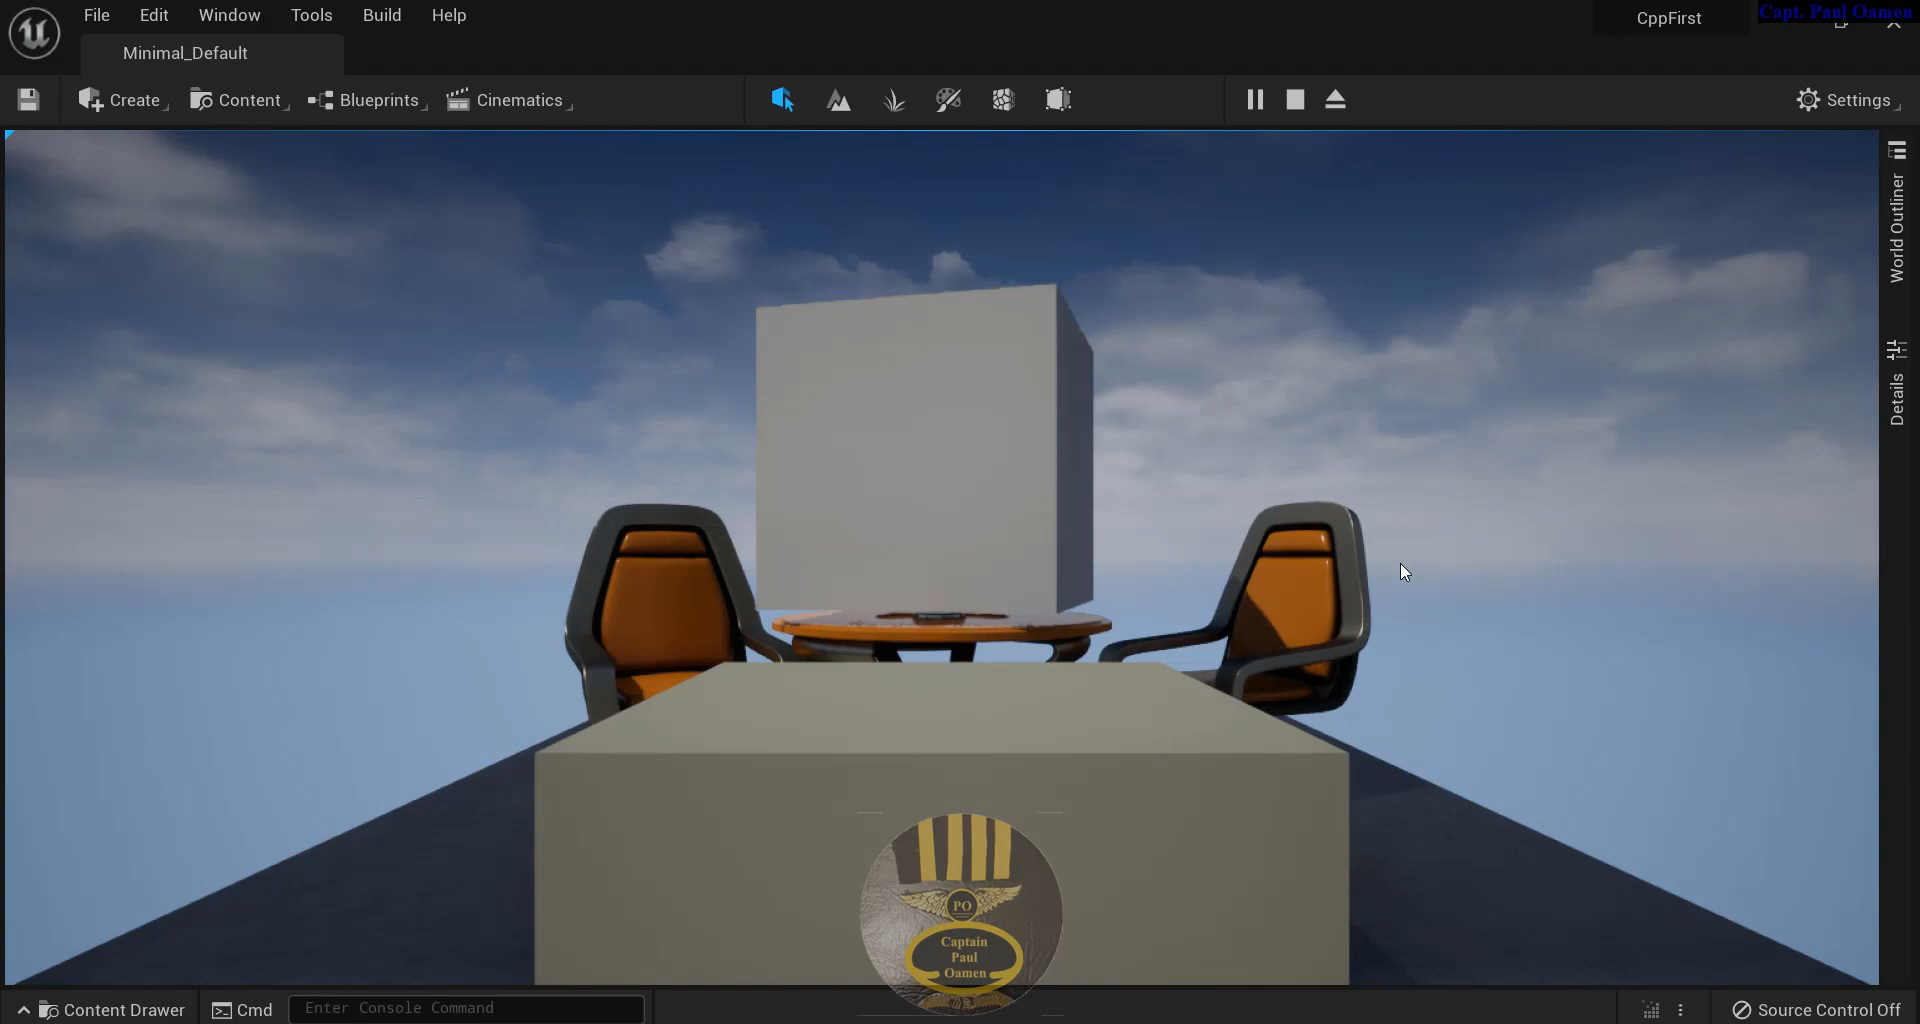 File Edit Window Tools Build Help
CppFirst
Capt. Paul Oamen
Minimal_Default
Create
Content
Blueprints
Cinematics
Settings
World Outliner
Details
PO
Captain
Paul
Oamen
Content Drawer
Cmd
Enter Console Command
Source Control Off